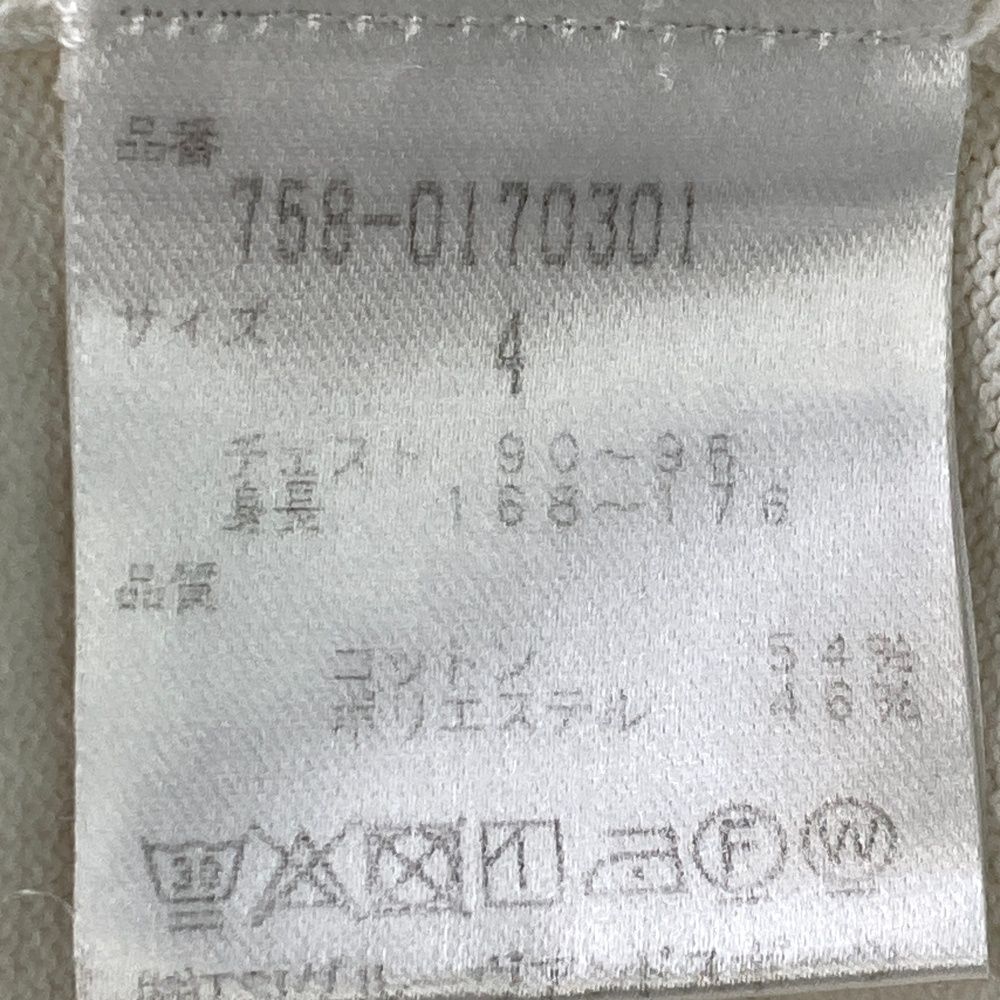 品番
758-0170301
サイズ
4
チェスト 90~96
身長 168~176
品質
コットン 54%
ポリエステル 46%
30 F W